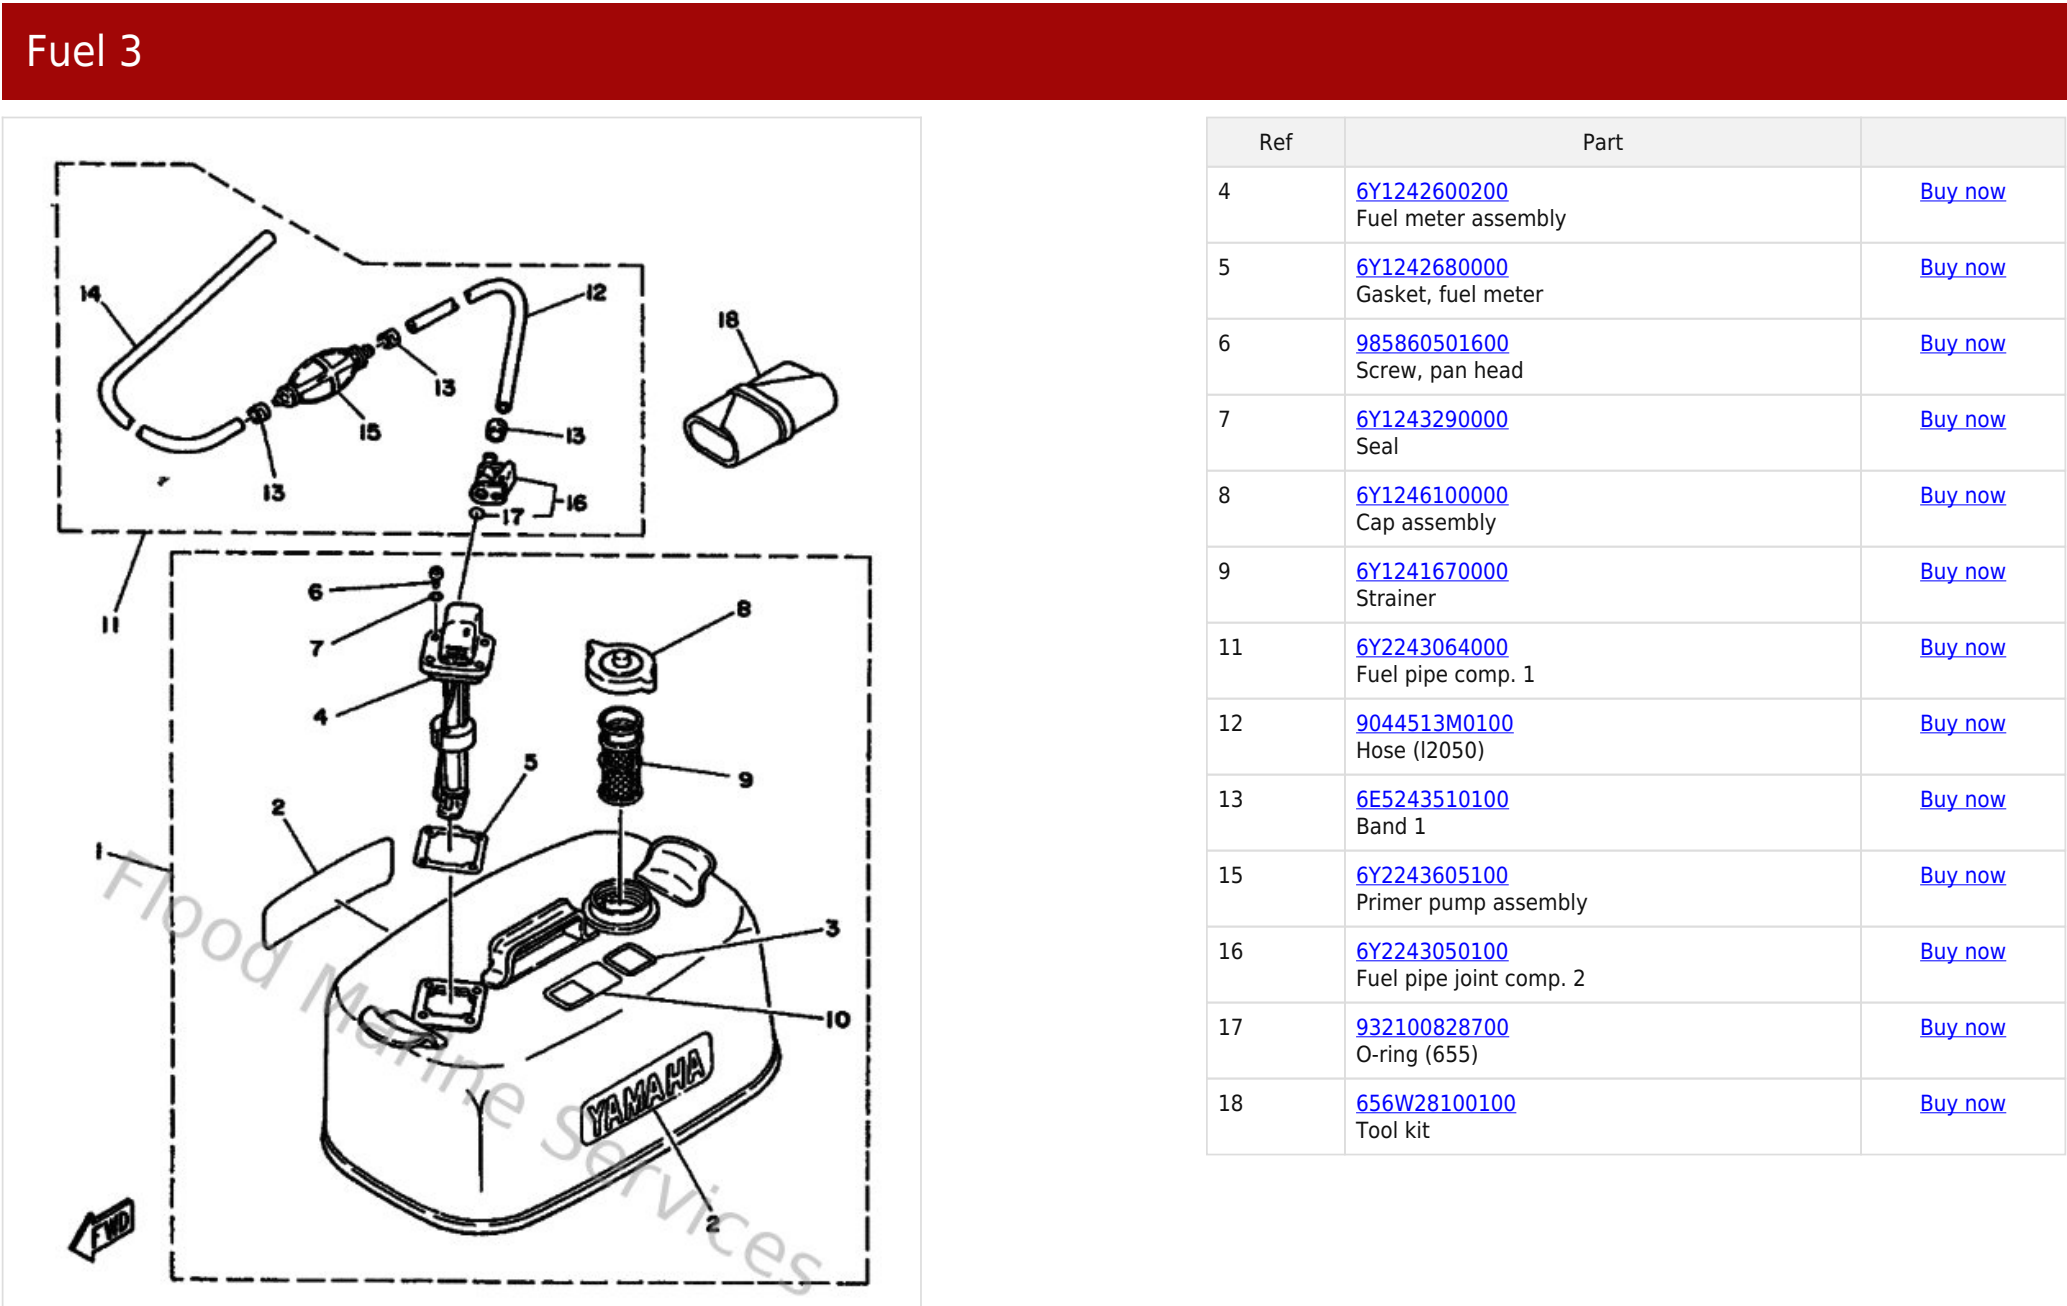 Fuel 3
14
12
18
13
15
13
13
16
17
11
6
7
8
4
5
9
2
1
3
10
YAMAHA
2
FWD
Flood Marine Services
Ref Part
4 6Y1242600200 Buy now
Fuel meter assembly
5 6Y1242680000 Buy now
Gasket, fuel meter
6 985860501600 Buy now
Screw, pan head
7 6Y1243290000 Buy now
Seal
8 6Y1246100000 Buy now
Cap assembly
9 6Y1241670000 Buy now
Strainer
11 6Y2243064000 Buy now
Fuel pipe comp. 1
12 9044513M0100 Buy now
Hose (l2050)
13 6E5243510100 Buy now
Band 1
15 6Y2243605100 Buy now
Primer pump assembly
16 6Y2243050100 Buy now
Fuel pipe joint comp. 2
17 932100828700 Buy now
O-ring (655)
18 656W28100100 Buy now
Tool kit